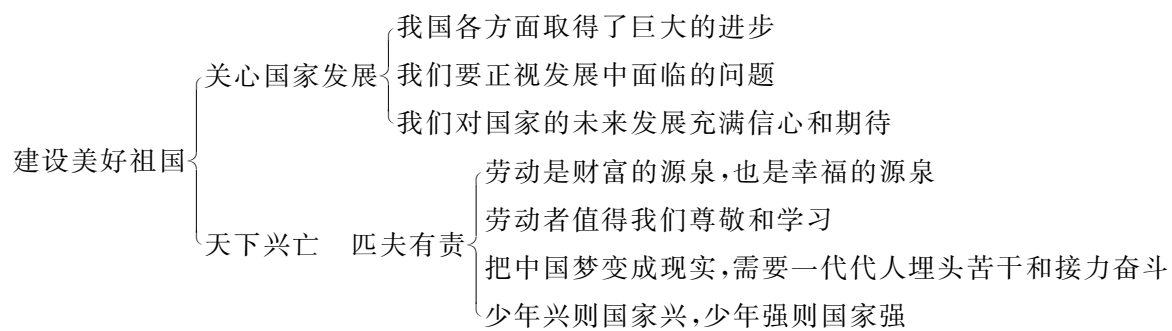 建设美好祖国
关心国家发展
我国各方面取得了巨大的进步
我们要正视发展中面临的问题
我们对国家的未来发展充满信心和期待
天下兴亡　匹夫有责
劳动是财富的源泉,也是幸福的源泉
劳动者值得我们尊敬和学习
把中国梦变成现实,需要一代代人埋头苦干和接力奋斗
少年兴则国家兴,少年强则国家强